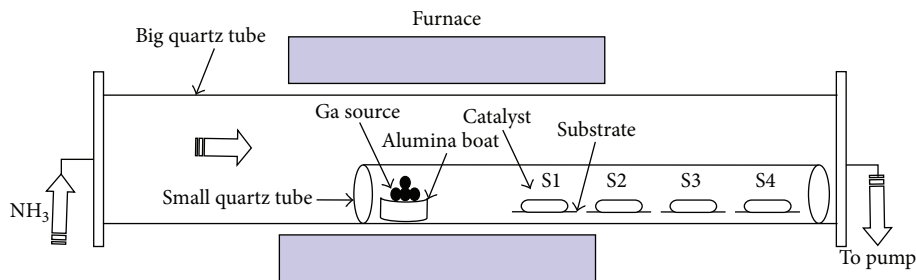 Furnace
Big quartz tube
Ga source
Catalyst
Alumina boat
Substrate
S1 S2 S3 S4
Small quartz tube
NH3
To pump